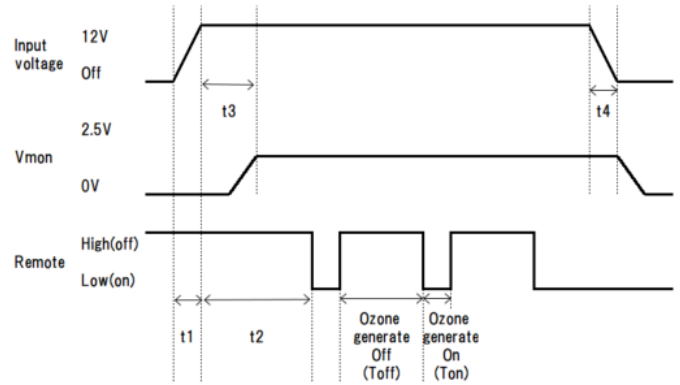 Input
voltage
12V
Off
t3
t4
2.5V
Vmon
0V
Remote
High(off)
Low(on)
t1
t2
Ozone
generate
Off
(Toff)
Ozone
generate
On
(Ton)